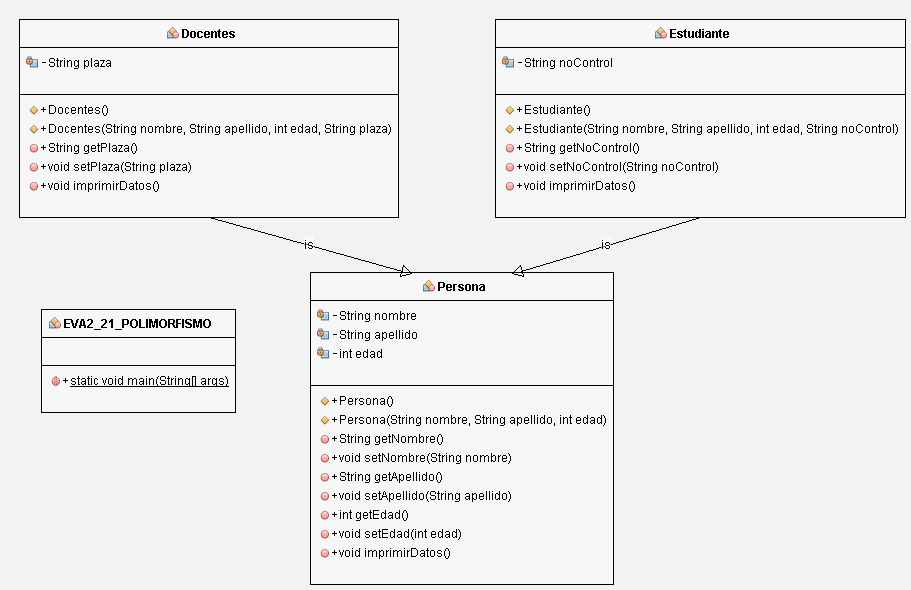 Docentes
- String plaza
+ Docentes()
+ Docentes(String nombre, String apellido, int edad, String plaza)
+ String getPlaza()
+ void setPlaza(String plaza)
+ void imprimirDatos()
Estudiante
- String noControl
+ Estudiante()
+ Estudiante(String nombre, String apellido, int edad, String noControl)
+ String getNoControl()
+ void setNoControl(String noControl)
+ void imprimirDatos()
is
is
Persona
- String nombre
- String apellido
- int edad
+ Persona()
+ Persona(String nombre, String apellido, int edad)
+ String getNombre()
+ void setNombre(String nombre)
+ String getApellido()
+ void setApellido(String apellido)
+ int getEdad()
+ void setEdad(int edad)
+ void imprimirDatos()
EVA2_21_POLIMORFISMO
+ static void main(String[] args)